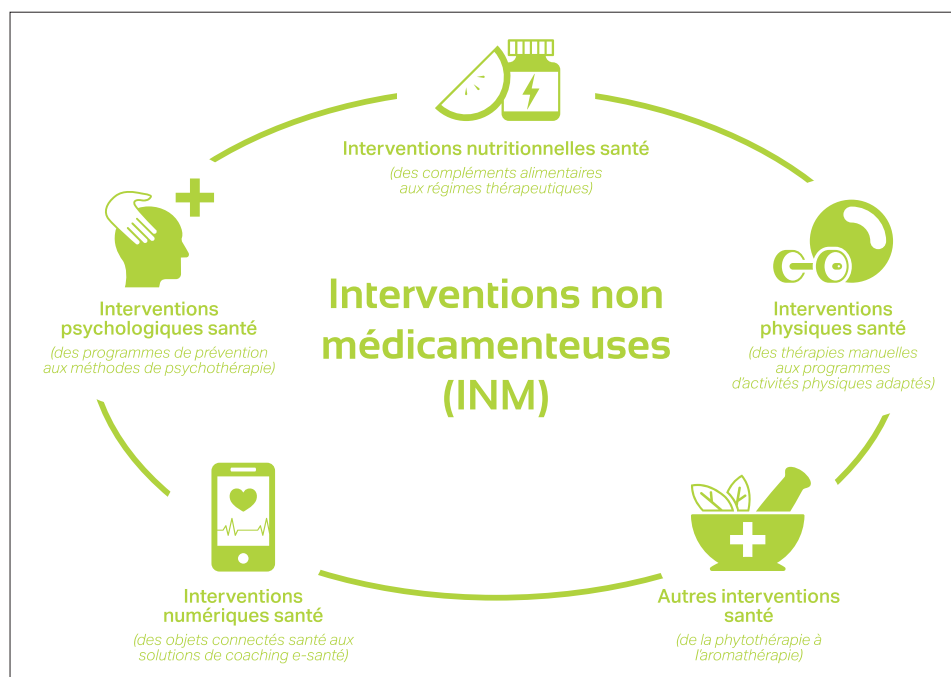 Interventions nutritionnelles santé
(des compléments alimentaires
aux régimes thérapeutiques)
Interventions
psychologiques santé
(des programmes de prévention
aux méthodes de psychothérapie)
Interventions non
médicamenteuses
(INM)
Interventions
physiques santé
(des thérapies manuelles
aux programmes
d'activités physiques adaptés)
Interventions
numériques santé
(des objets connectés santé aux
solutions de coaching e-santé)
Autres interventions
santé
(de la phytothérapie à
l'aromathérapie)